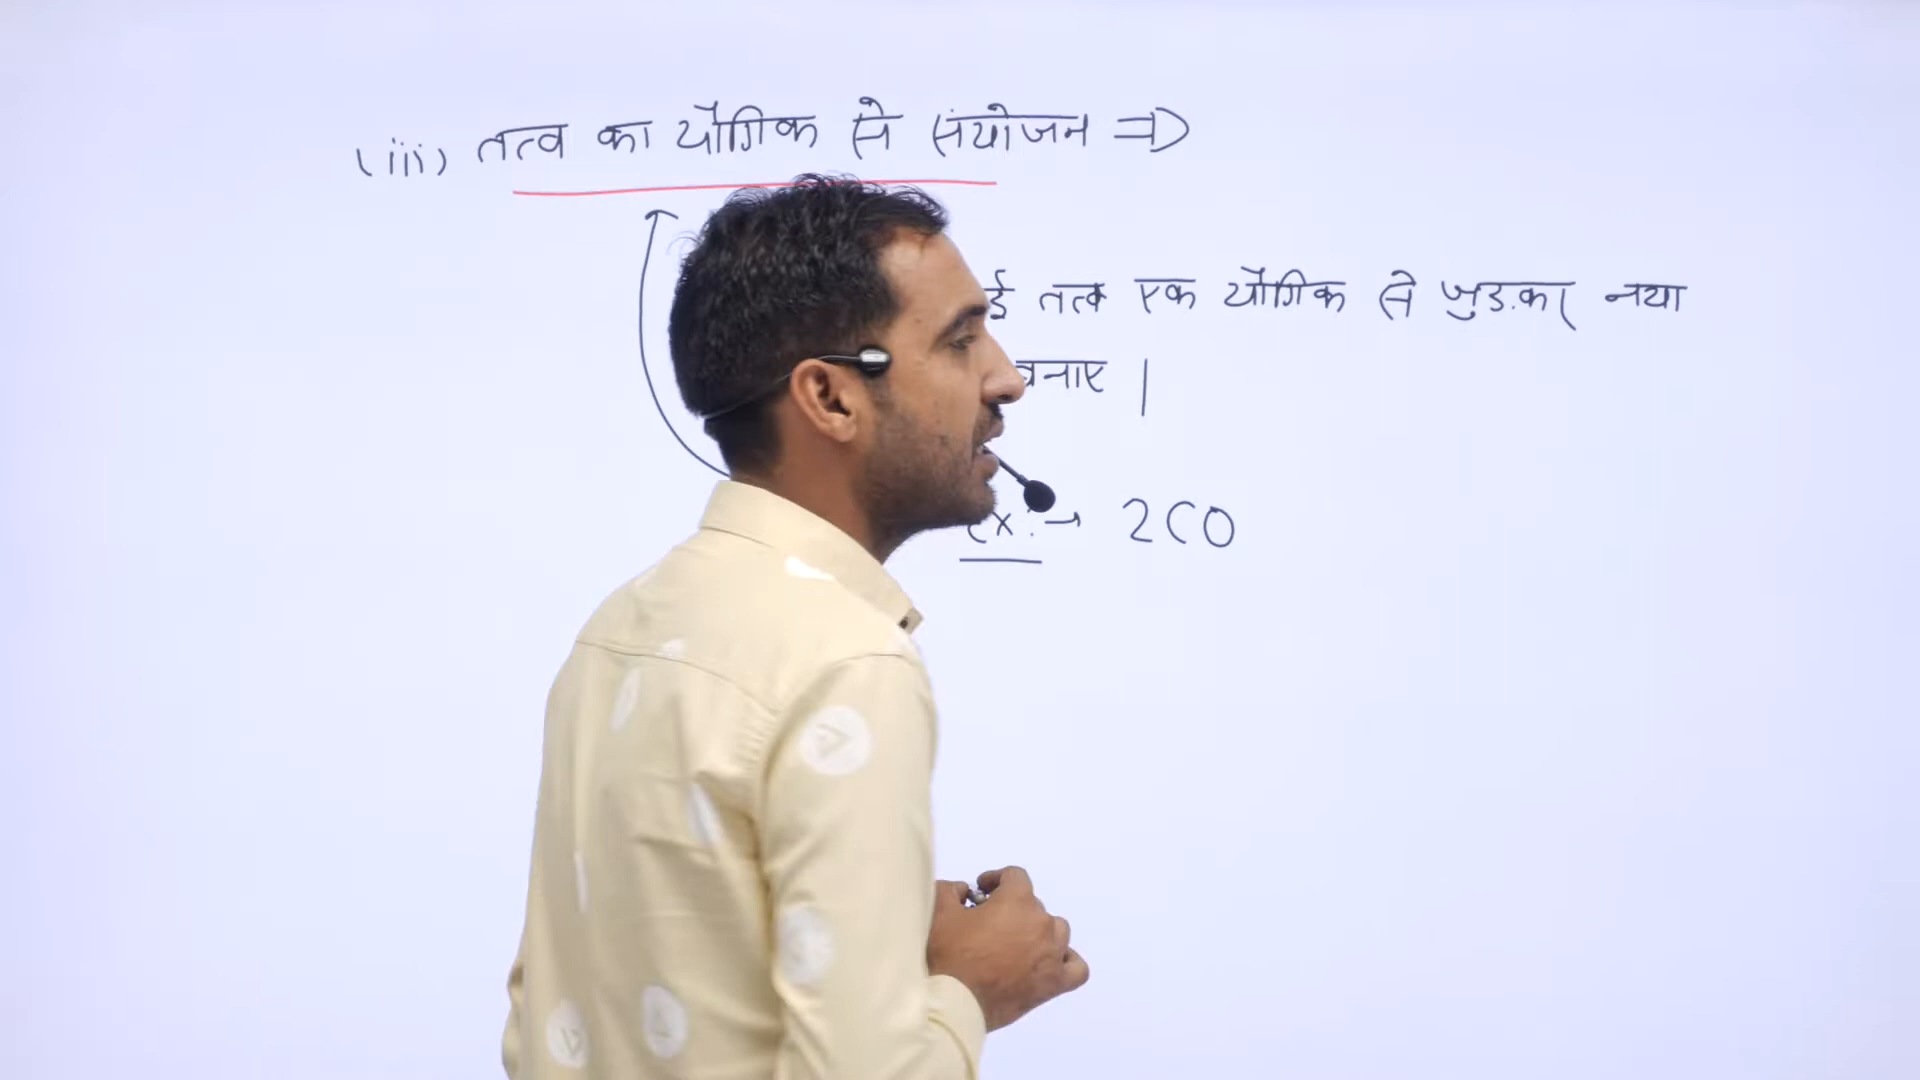 (iii) तत्व का यौगिक से संयोजन ⇒
तत्व एक यौगिक से जुड़कर नया
बनाए |
ex:→ 2CO